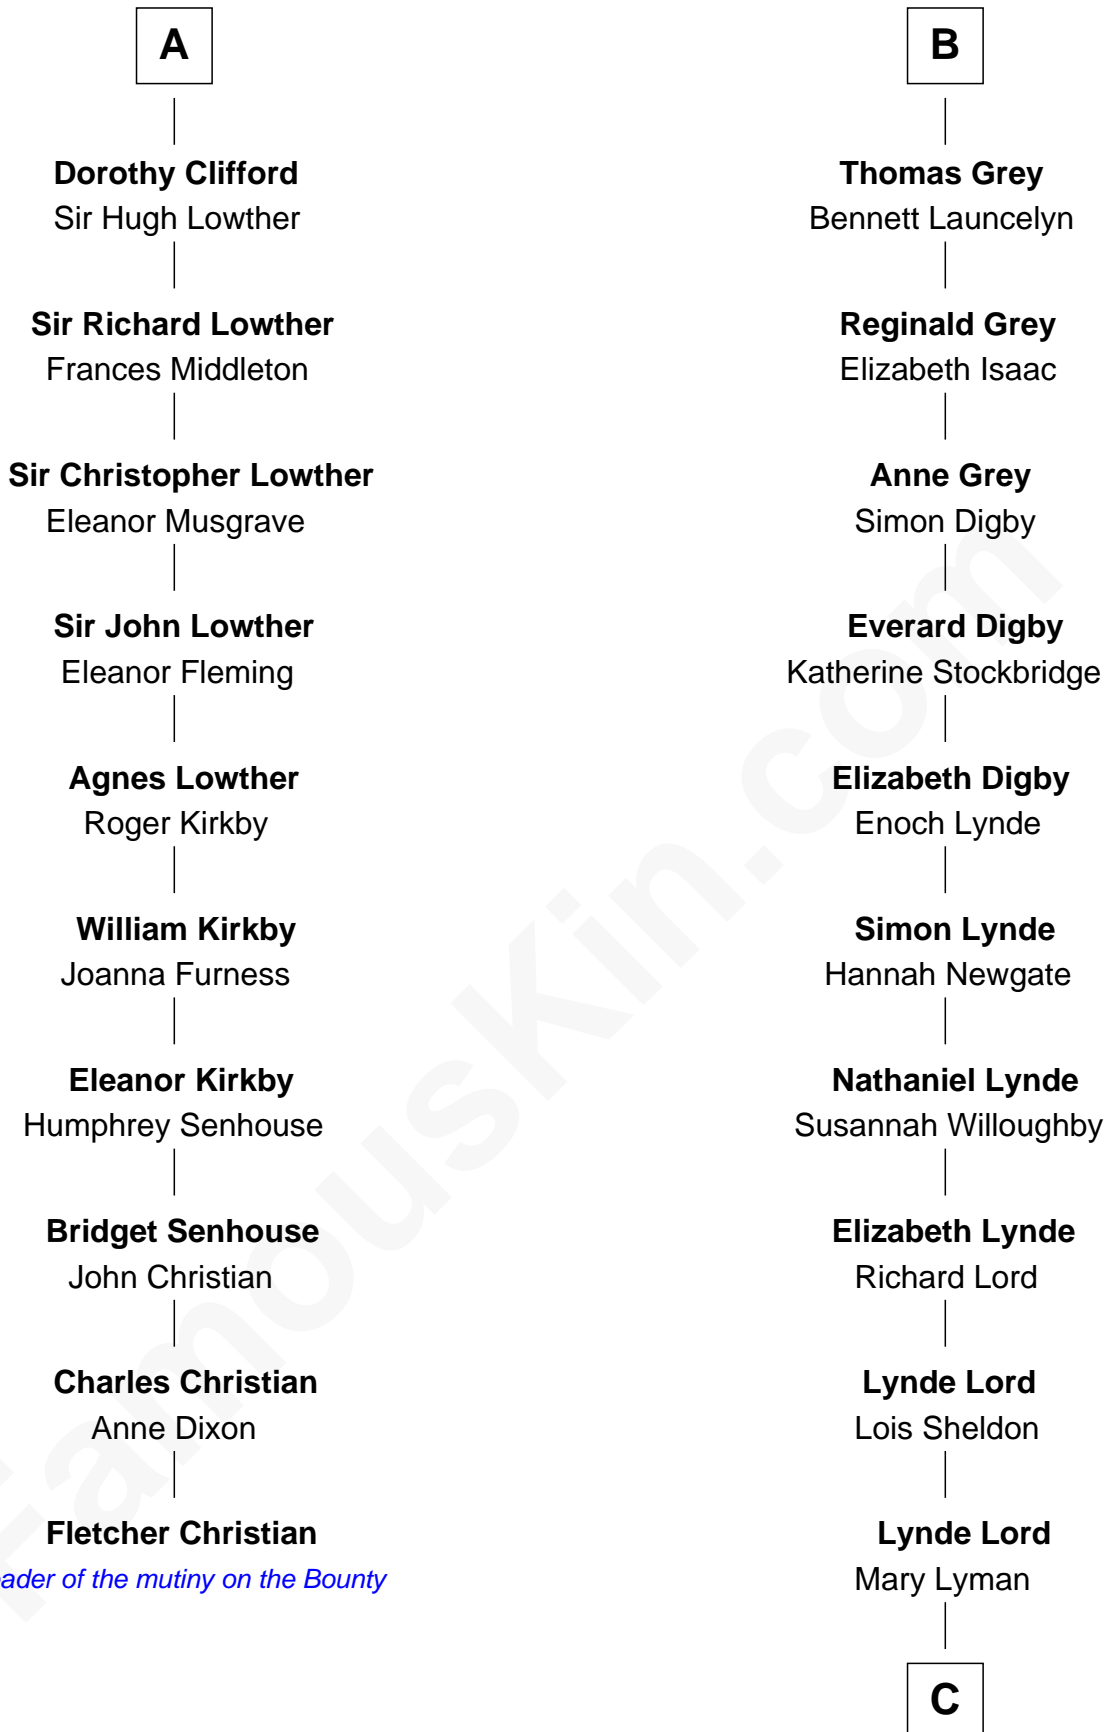 A
Dorothy Clifford
Sir Hugh Lowther
Sir Richard Lowther
Frances Middleton
Sir Christopher Lowther
Eleanor Musgrave
Sir John Lowther
Eleanor Fleming
Agnes Lowther
Roger Kirkby
William Kirkby
Joanna Furness
Eleanor Kirkby
Humphrey Senhouse
Bridget Senhouse
John Christian
Charles Christian
Anne Dixon
Fletcher Christian
ader of the mutiny on the Bounty
B
Thomas Grey
Bennett Launcelyn
Reginald Grey
Elizabeth Isaac
Anne Grey
Simon Digby
Everard Digby
Katherine Stockbridge
Elizabeth Digby
Enoch Lynde
Simon Lynde
Hannah Newgate
Nathaniel Lynde
Susannah Willoughby
Elizabeth Lynde
Richard Lord
Lynde Lord
Lois Sheldon
Lynde Lord
Mary Lyman
C
FamousKin.com